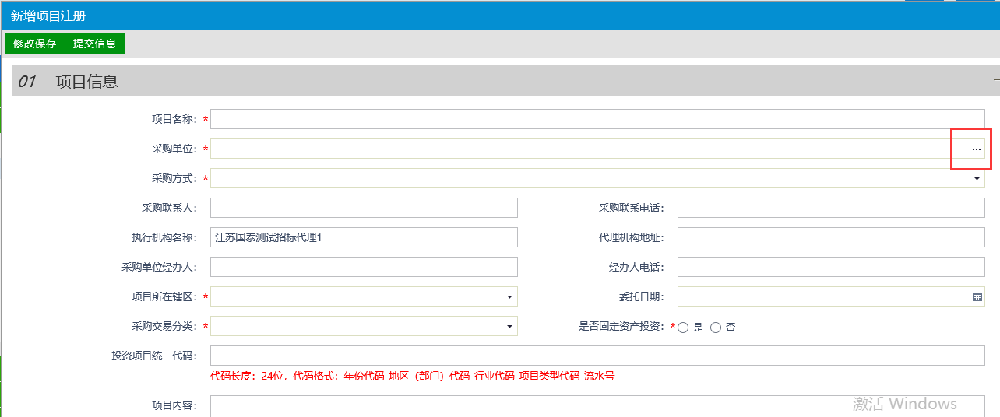 新增项目注册
修改保存 提交信息
01 项目信息
项目名称：*
采购单位：* ...
采购方式：*
采购联系人： 采购联系电话：
执行机构名称： 江苏国泰测试招标代理1 代理机构地址：
采购单位经办人： 经办人电话：
项目所在辖区：* 委托日期：
采购交易分类：* 是否固定资产投资：* 是 否
投资项目统一代码：
代码长度：24位，代码格式：年份代码-地区（部门）代码-行业代码-项目类型代码-流水号
项目内容：
激活 Windows